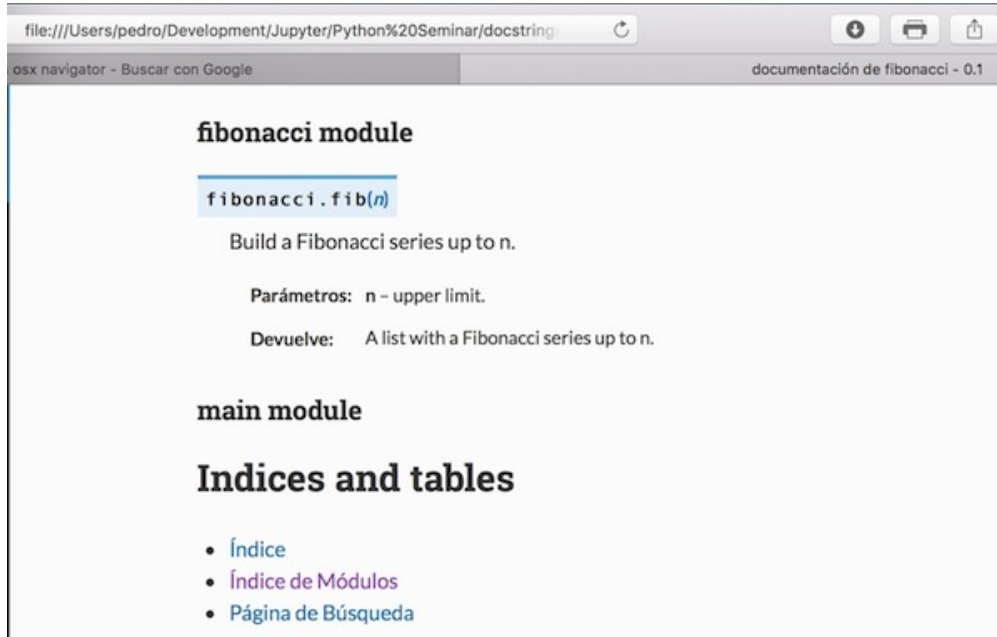 file:///Users/pedro/Development/Jupyter/Python%20Seminar/docstring
osx navigator - Buscar con Google
documentación de fibonacci - 0.1
fibonacci module
fibonacci.fib(n)
Build a Fibonacci series up to n.
Parámetros: n – upper limit.
Devuelve: A list with a Fibonacci series up to n.
main module
Indices and tables
• Índice
• Índice de Módulos
• Página de Búsqueda